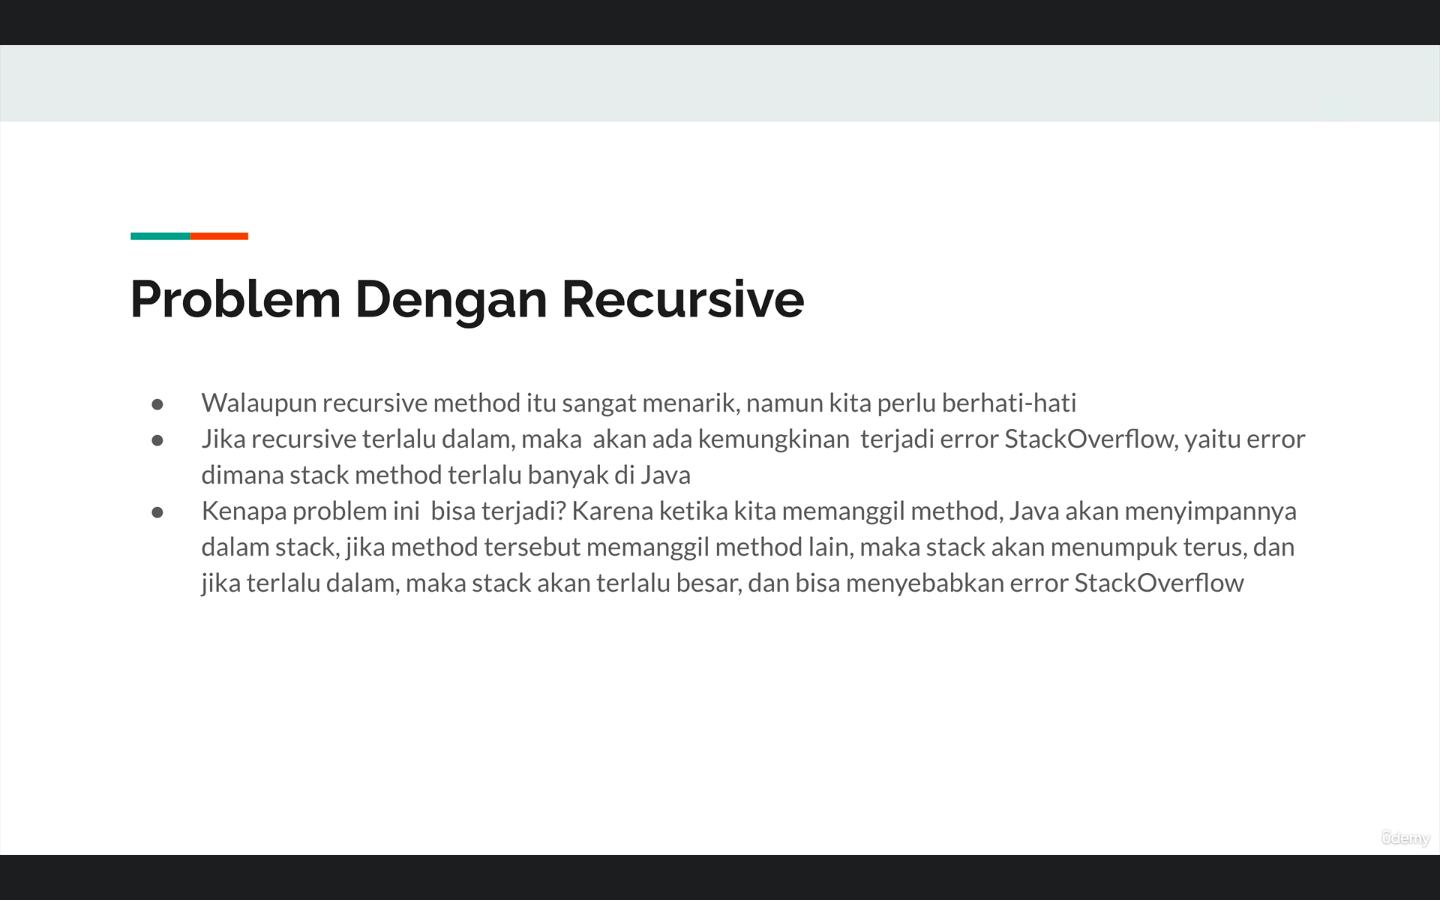 Problem Dengan Recursive
● Walaupun recursive method itu sangat menarik, namun kita perlu berhati-hati
● Jika recursive terlalu dalam, maka  akan ada kemungkinan  terjadi error StackOverflow, yaitu error
dimana stack method terlalu banyak di Java
● Kenapa problem ini  bisa terjadi? Karena ketika kita memanggil method, Java akan menyimpannya
dalam stack, jika method tersebut memanggil method lain, maka stack akan menumpuk terus, dan
jika terlalu dalam, maka stack akan terlalu besar, dan bisa menyebabkan error StackOverflow
ûdemy